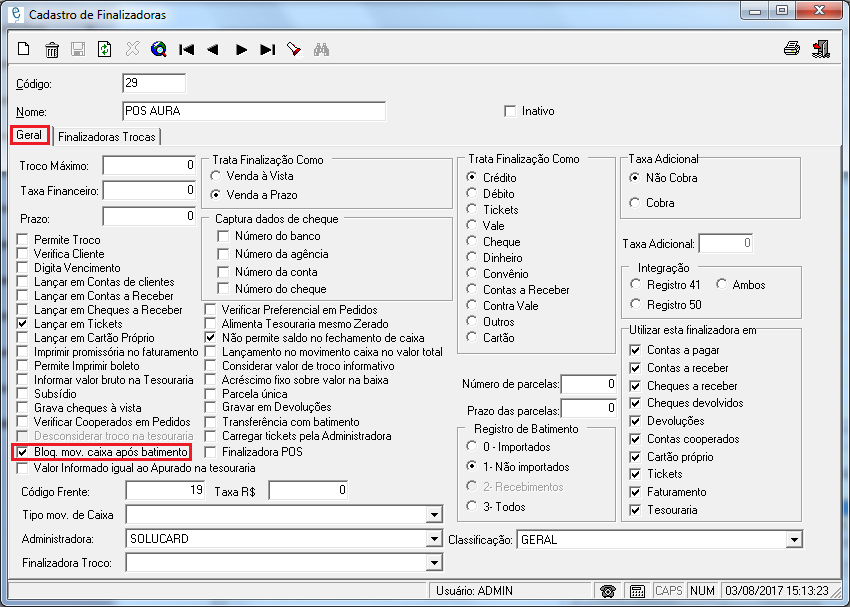 Cadastro de Finalizadoras
Código: 29
Nome: POS AURA
Inativo
Geral Finalizadoras Trocas
Troco Máximo: 0
Taxa Financeiro: 0
Prazo: 0
Permite Troco
Verifica Cliente
Digita Vencimento
Lançar em Contas de clientes
Lançar em Contas a Receber
Lançar em Cheques a Receber
Lançar em Tickets
Lançar em Cartão Próprio
Imprimir promissória no faturamento
Permite Imprimir boleto
Informar valor bruto na Tesouraria
Subsídio
Grava cheques à vista
Verificar Cooperados em Pedidos
Desconsiderar troco na tesouraria
Bloq. mov. caixa após batimento
Valor Informado igual ao Apurado na tesouraria
Trata Finalização Como
Venda à Vista
Venda a Prazo
Captura dados de cheque
Número do banco
Número da agência
Número da conta
Número do cheque
Verificar Preferencial em Pedidos
Alimenta Tesouraria mesmo Zerado
Não permite saldo no fechamento de caixa
Lançamento no movimento caixa no valor total
Considerar valor de troco informativo
Acréscimo fixo sobre valor na baixa
Parcela única
Gravar em Devoluções
Transferência com batimento
Carregar tickets pela Administradora
Finalizadora POS
Trata Finalização Como
Crédito
Débito
Tickets
Vale
Cheque
Dinheiro
Convênio
Contas a Receber
Contra Vale
Outros
Cartão
Número de parcelas: 0
Prazo das parcelas: 0
Registro de Batimento
0 - Importados
1- Não importados
2- Recebimentos
3- Todos
Taxa Adicional
Não Cobra
Cobra
Taxa Adicional: 0
Integração
Registro 41 Ambos
Registro 50
Utilizar esta finalizadora em
Contas a pagar
Contas a receber
Cheques a receber
Cheques devolvidos
Devoluções
Contas cooperados
Cartão próprio
Tickets
Faturamento
Tesouraria
Código Frente: 19 Taxa R$ 0
Tipo mov. de Caixa
Administradora: SOLUCARD
Classificação: GERAL
Finalizadora Troco:
Usuário: ADMIN CAPS NUM 03/08/2017 15:13:23